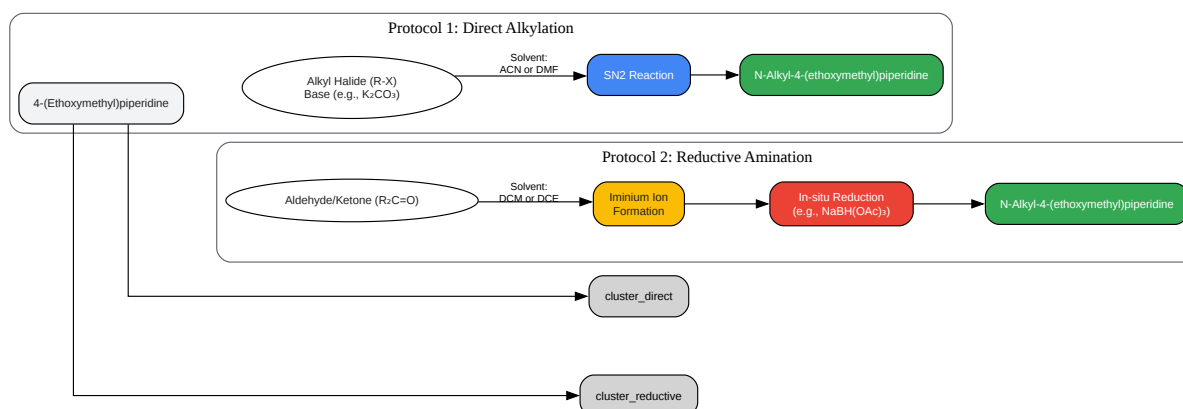 Protocol 1: Direct Alkylation
4-(Ethoxymethyl)piperidine
Alkyl Halide (R-X)
Base (e.g., K₂CO₃)
Solvent:
ACN or DMF
SN2 Reaction
N-Alkyl-4-(ethoxymethyl)piperidine
Protocol 2: Reductive Amination
Aldehyde/Ketone (R₂C=O)
Solvent:
DCM or DCE
Iminium Ion
Formation
In-situ Reduction
(e.g., NaBH(OAc)₃)
N-Alkyl-4-(ethoxymethyl)piperidine
cluster_direct
cluster_reductive